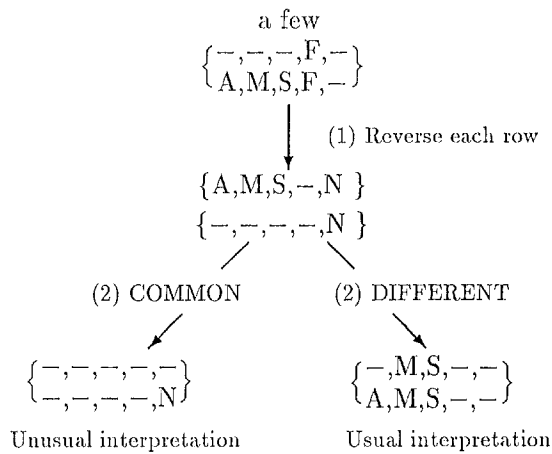 a few
{−,−,−,F,−}
{A,M,S,F,−}
(1) Reverse each row
{A,M,S,−,N }
{−,−,−,−,N }
(2) COMMON (2) DIFFERENT
{−,−,−,−,−} {−,M,S,−,−}
{−,−,−,−,N} {A,M,S,−,−}
Unusual interpretation Usual interpretation